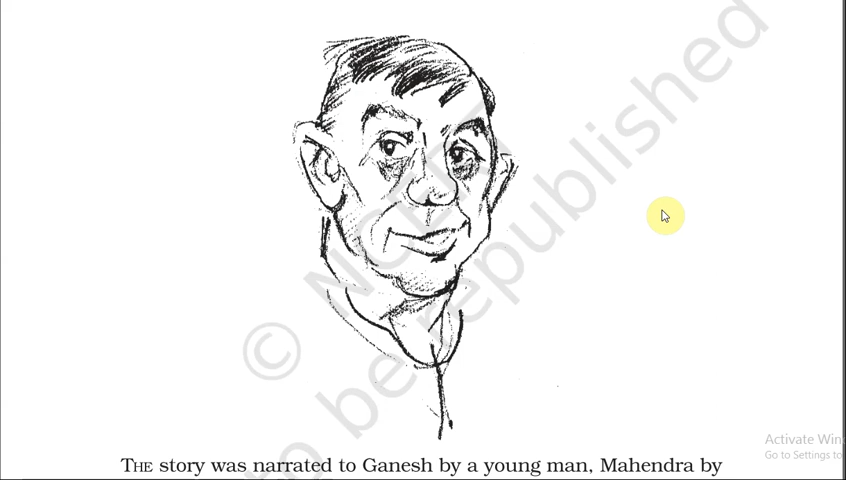 © NCERT
not to be republished
THE story was narrated to Ganesh by a young man, Mahendra by
Activate Win
Go to Settings to